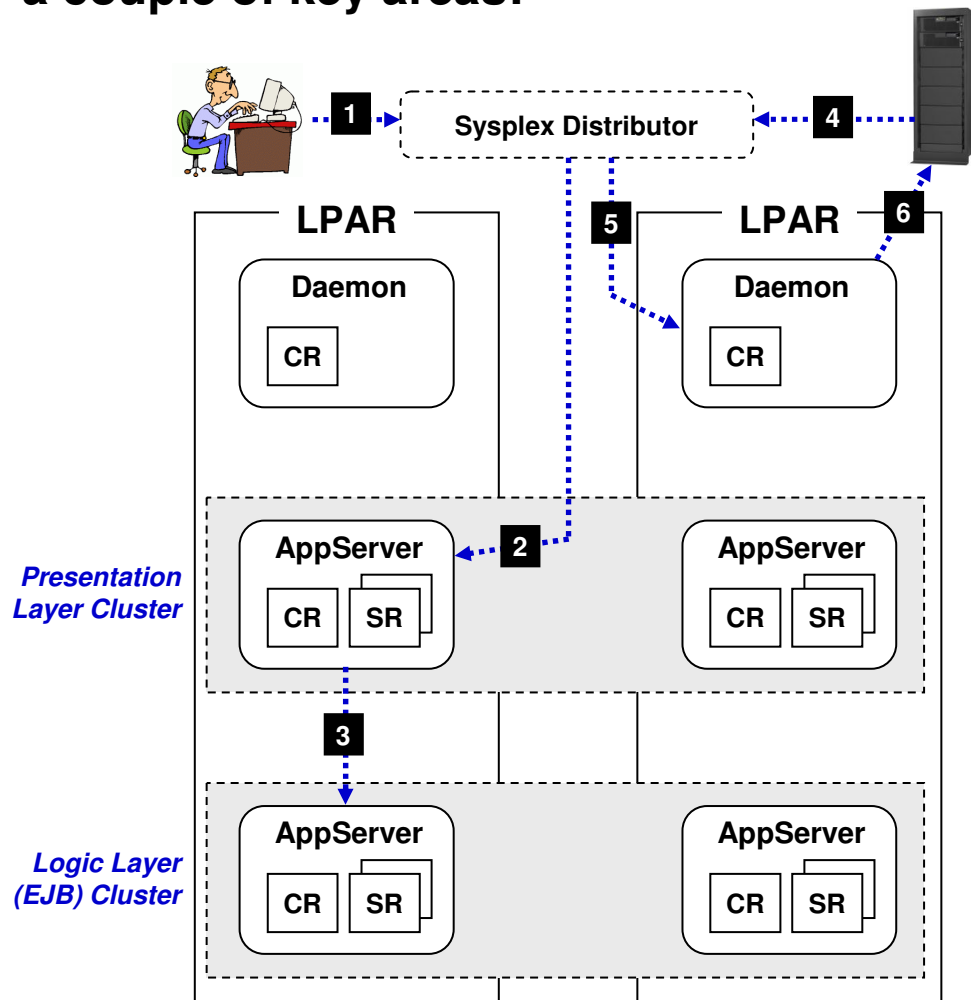 a couple of key areas:
1
Sysplex Distributor
4
5
6
LPAR
LPAR
Daemon
CR
Daemon
CR
2
Presentation
Layer Cluster
AppServer
CR
SR
AppServer
CR
SR
3
Logic Layer
(EJB) Cluster
AppServer
CR
SR
AppServer
CR
SR